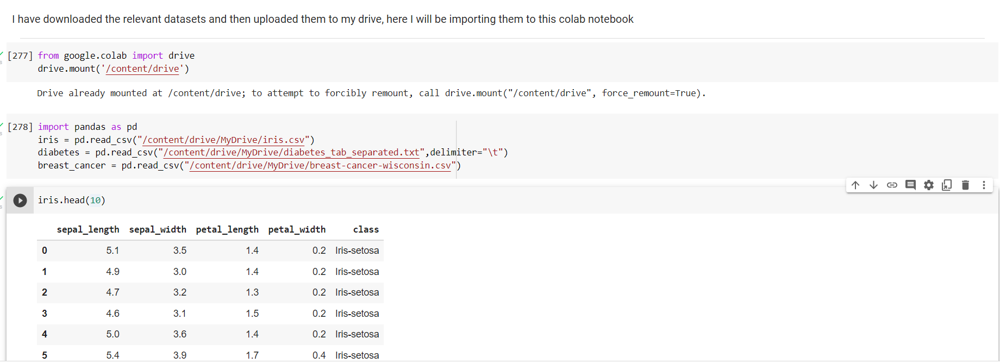 I have downloaded the relevant datasets and then uploaded them to my drive, here I will be importing them to this colab notebook
[277] from google.colab import drive
drive.mount('/content/drive')
Drive already mounted at /content/drive; to attempt to forcibly remount, call drive.mount("/content/drive", force_remount=True).
[278] import pandas as pd
iris = pd.read_csv("/content/drive/MyDrive/iris.csv")
diabetes = pd.read_csv("/content/drive/MyDrive/diabetes_tab_separated.txt",delimiter="\t")
breast_cancer = pd.read_csv("/content/drive/MyDrive/breast-cancer-wisconsin.csv")
iris.head(10)
sepal_length sepal_width petal_length petal_width class
0 5.1 3.5 1.4 0.2 Iris-setosa
1 4.9 3.0 1.4 0.2 Iris-setosa
2 4.7 3.2 1.3 0.2 Iris-setosa
3 4.6 3.1 1.5 0.2 Iris-setosa
4 5.0 3.6 1.4 0.2 Iris-setosa
5 5.4 3.9 1.7 0.4 Iris-setosa